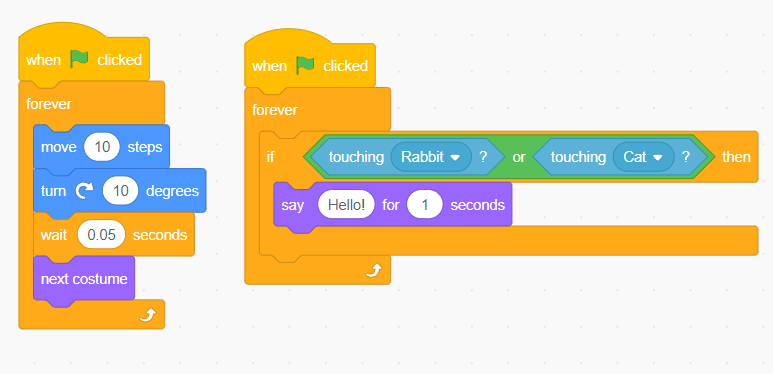 when clicked
forever
move 10 steps
turn 10 degrees
wait 0.05 seconds
next costume
when clicked
forever
if touching Rabbit ? or touching Cat ? then
say Hello! for 1 seconds